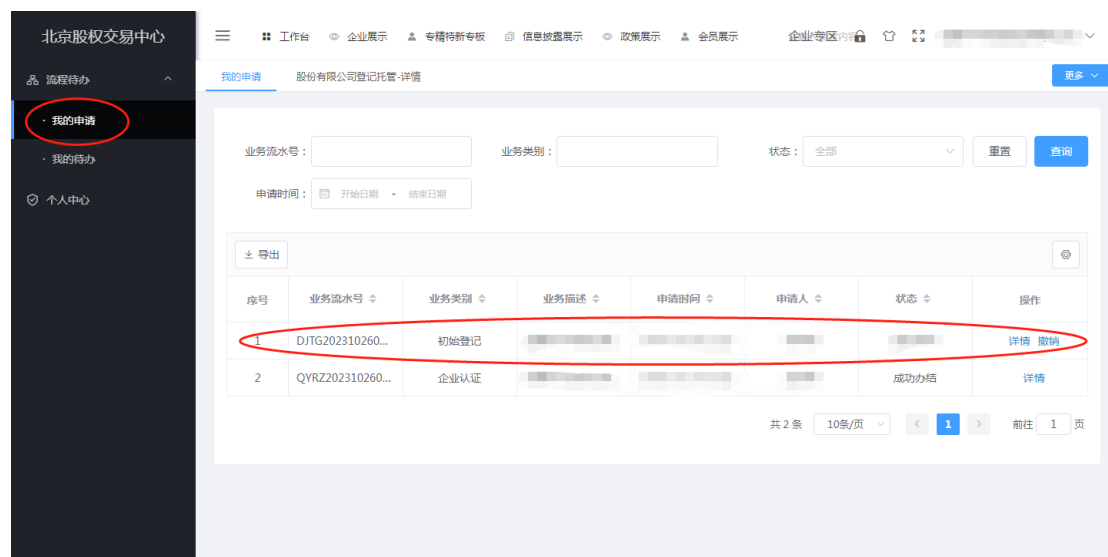 北京股权交易中心
工作台 企业展示 专精特新专板 信息披露展示 政策展示 会员展示 企业专区
流程待办
我的申请
我的待办
个人中心
我的申请 股份有限公司登记托管-详情 更多
业务流水号： 业务类别： 状态： 全部 重置 查询
申请时间： 开始日期 - 结束日期
导出
序号 业务流水号 业务类别 业务描述 申请时间 申请人 状态 操作
1 DJTG202310260... 初始登记 详情 撤销
2 QYRZ202310260... 企业认证 成功办结 详情
共 2 条 10条/页 < 1 > 前往 1 页